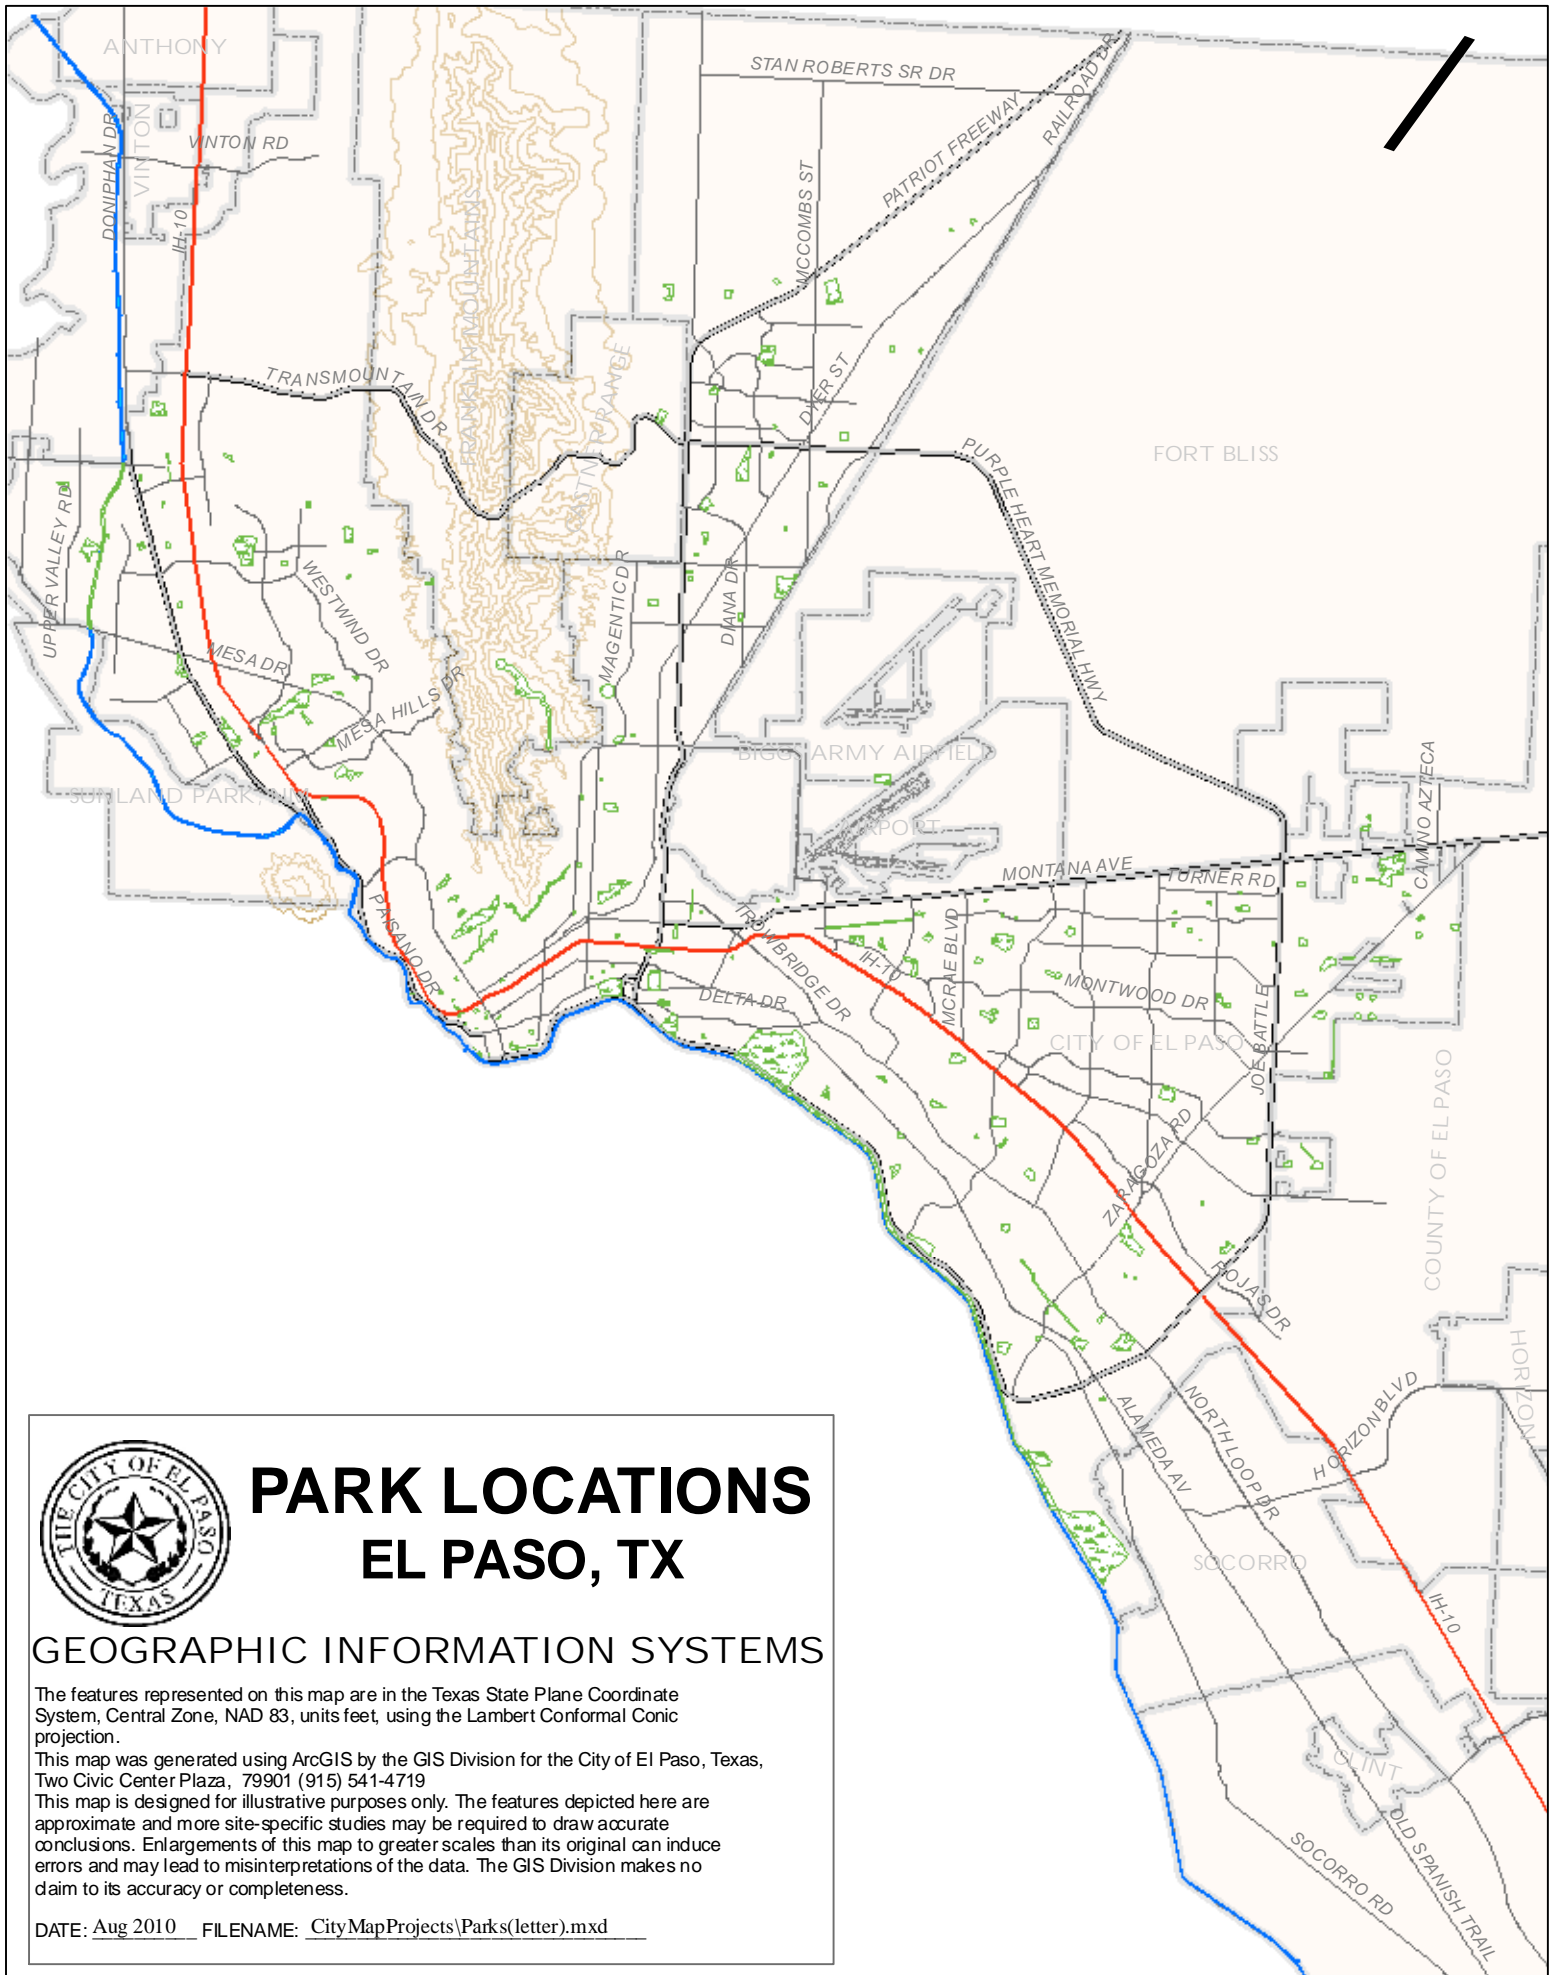 ANTHONY
STAN ROBERTS SR DR
PATRIOT FREEWAY
RAILROAD DR
VINTON RD
VINTON
DONIPHAN DR
IH-10
MCCOMBS ST
FRANKLIN MOUNTAINS
TRANSMOUNTAIN DR
CASTNER RANGE
DYER ST
PURPLE HEART MEMORIAL HWY
FORT BLISS
UPPER VALLEY RD
WESTWIND DR
MAGENTIC DR
DIANA DR
MESA DR
MESA HILLS DR
BIGGS ARMY AIRFIELD
SUNLAND PARK, NM
AIRPORT
CAMINO AZTECA
MONTANA AVE
TURNER RD
PAISANO DR
TROWBRIDGE DR
IH-10
MCRAE BLVD
DELTA DR
MONTWOOD DR
JOE BATTLE
CITY OF EL PASO
COUNTY OF EL PASO
ZARAGOZA RD
ROJAS DR
HORIZON
HORIZON BLVD
ALAMEDA AV
NORTH LOOP DR
SOCORRO
IH-10
CLINT
OLD SPANISH TRAIL
SOCORRO RD
THE CITY OF EL PASO
TEXAS
PARK LOCATIONS
EL PASO, TX
GEOGRAPHIC INFORMATION SYSTEMS
The features represented on this map are in the Texas State Plane Coordinate
System, Central Zone, NAD 83, units feet, using the Lambert Conformal Conic
projection.
This map was generated using ArcGIS by the GIS Division for the City of El Paso, Texas,
Two Civic Center Plaza, 79901 (915) 541-4719
This map is designed for illustrative purposes only. The features depicted here are
approximate and more site-specific studies may be required to draw accurate
conclusions. Enlargements of this map to greater scales than its original can induce
errors and may lead to misinterpretations of the data. The GIS Division makes no
claim to its accuracy or completeness.
DATE: Aug 2010 FILENAME: CityMapProjects\Parks(letter).mxd